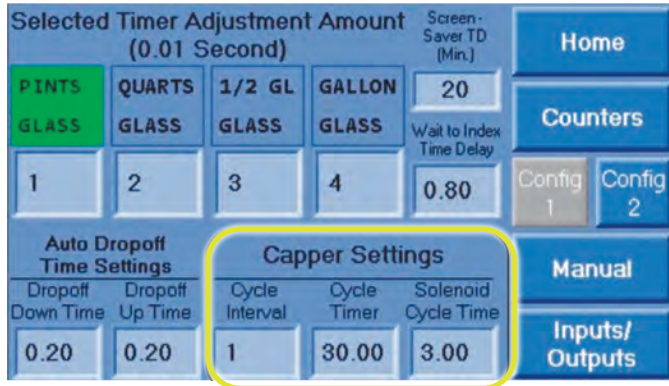 Selected Timer Adjustment Amount
(0.01 Second)
Screen-
Saver TD
(Min.)
20
Wait to Index
Time Delay
0.80
PINTS
GLASS
1
QUARTS
GLASS
2
1/2 GL
GLASS
3
GALLON
GLASS
4
Auto Dropoff
Time Settings
Dropoff
Down Time
0.20
Dropoff
Up Time
0.20
Capper Settings
Cycle
Interval
1
Cycle
Timer
30.00
Solenoid
Cycle Time
3.00
Home
Counters
Config
1
Config
2
Manual
Inputs/
Outputs